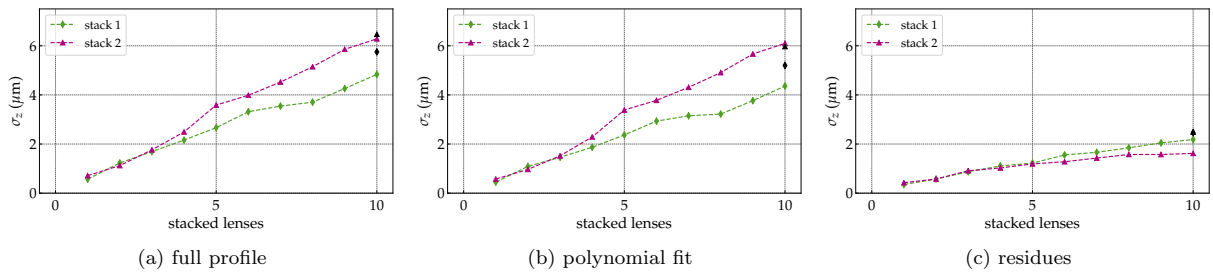 stack 1
stack 2
6
4
2
0
σz (μm)
0
5
10
stacked lenses
(a) full profile
stack 1
stack 2
6
4
2
0
σz (μm)
0
5
10
stacked lenses
(b) polynomial fit
stack 1
stack 2
6
4
2
0
σz (μm)
0
5
10
stacked lenses
(c) residues